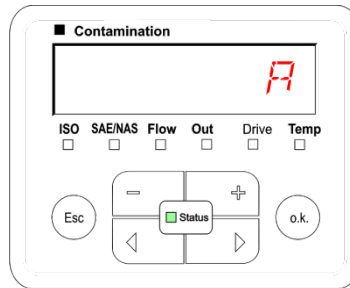 Contamination
A
ISO SAE/NAS Flow Out Drive Temp
− +
Esc Status o.k.